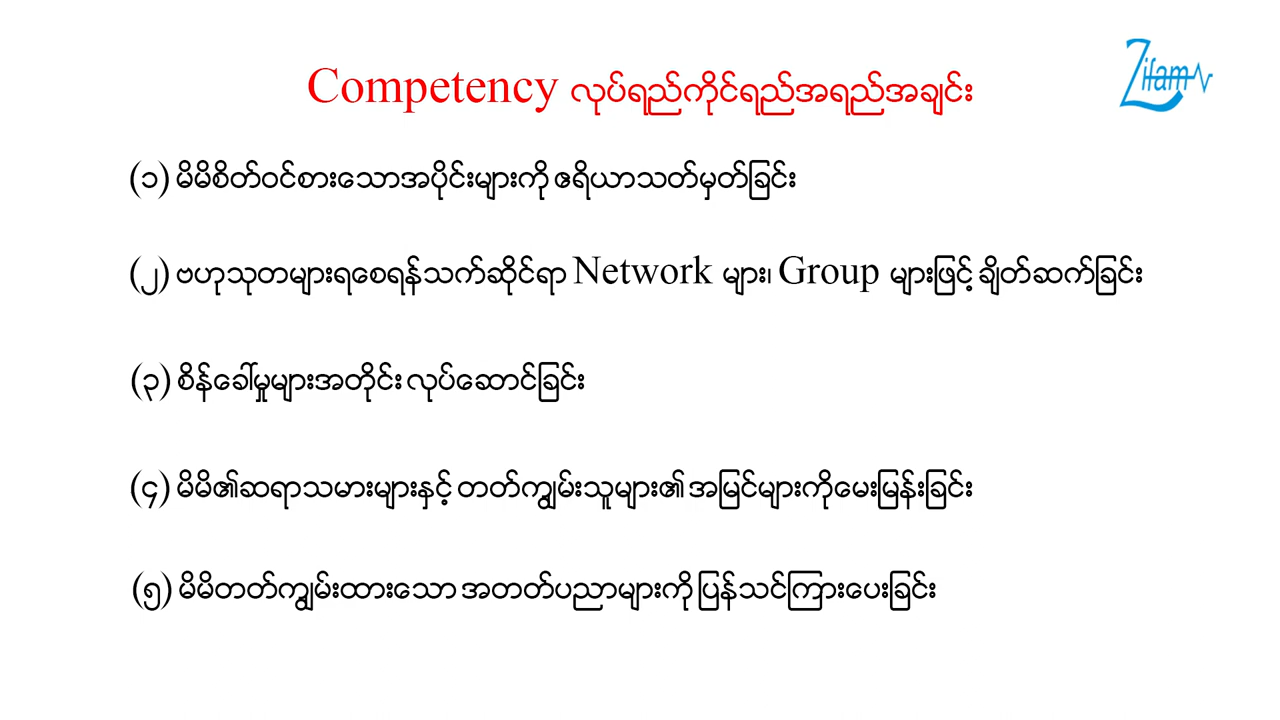 Competency လုပ်ရည်ကိုင်ရည်အရည်အချင်း
Zifam
(၁) မိမိစိတ်ဝင်စားသောအပိုင်းများကို ဧရိယာသတ်မှတ်ခြင်း
(၂) ဗဟုသုတများရစေရန်သက်ဆိုင်ရာ Network များ၊ Group များဖြင့် ချိတ်ဆက်ခြင်း
(၃) စိန်ခေါ်မှုများအတိုင်း လုပ်ဆောင်ခြင်း
(၄) မိမိ၏ဆရာသမားများနှင့် တတ်ကျွမ်းသူများ၏ အမြင်များကိုမေးမြန်းခြင်း
(၅) မိမိတတ်ကျွမ်းထားသော အတတ်ပညာများကို ပြန်သင်ကြားပေးခြင်း